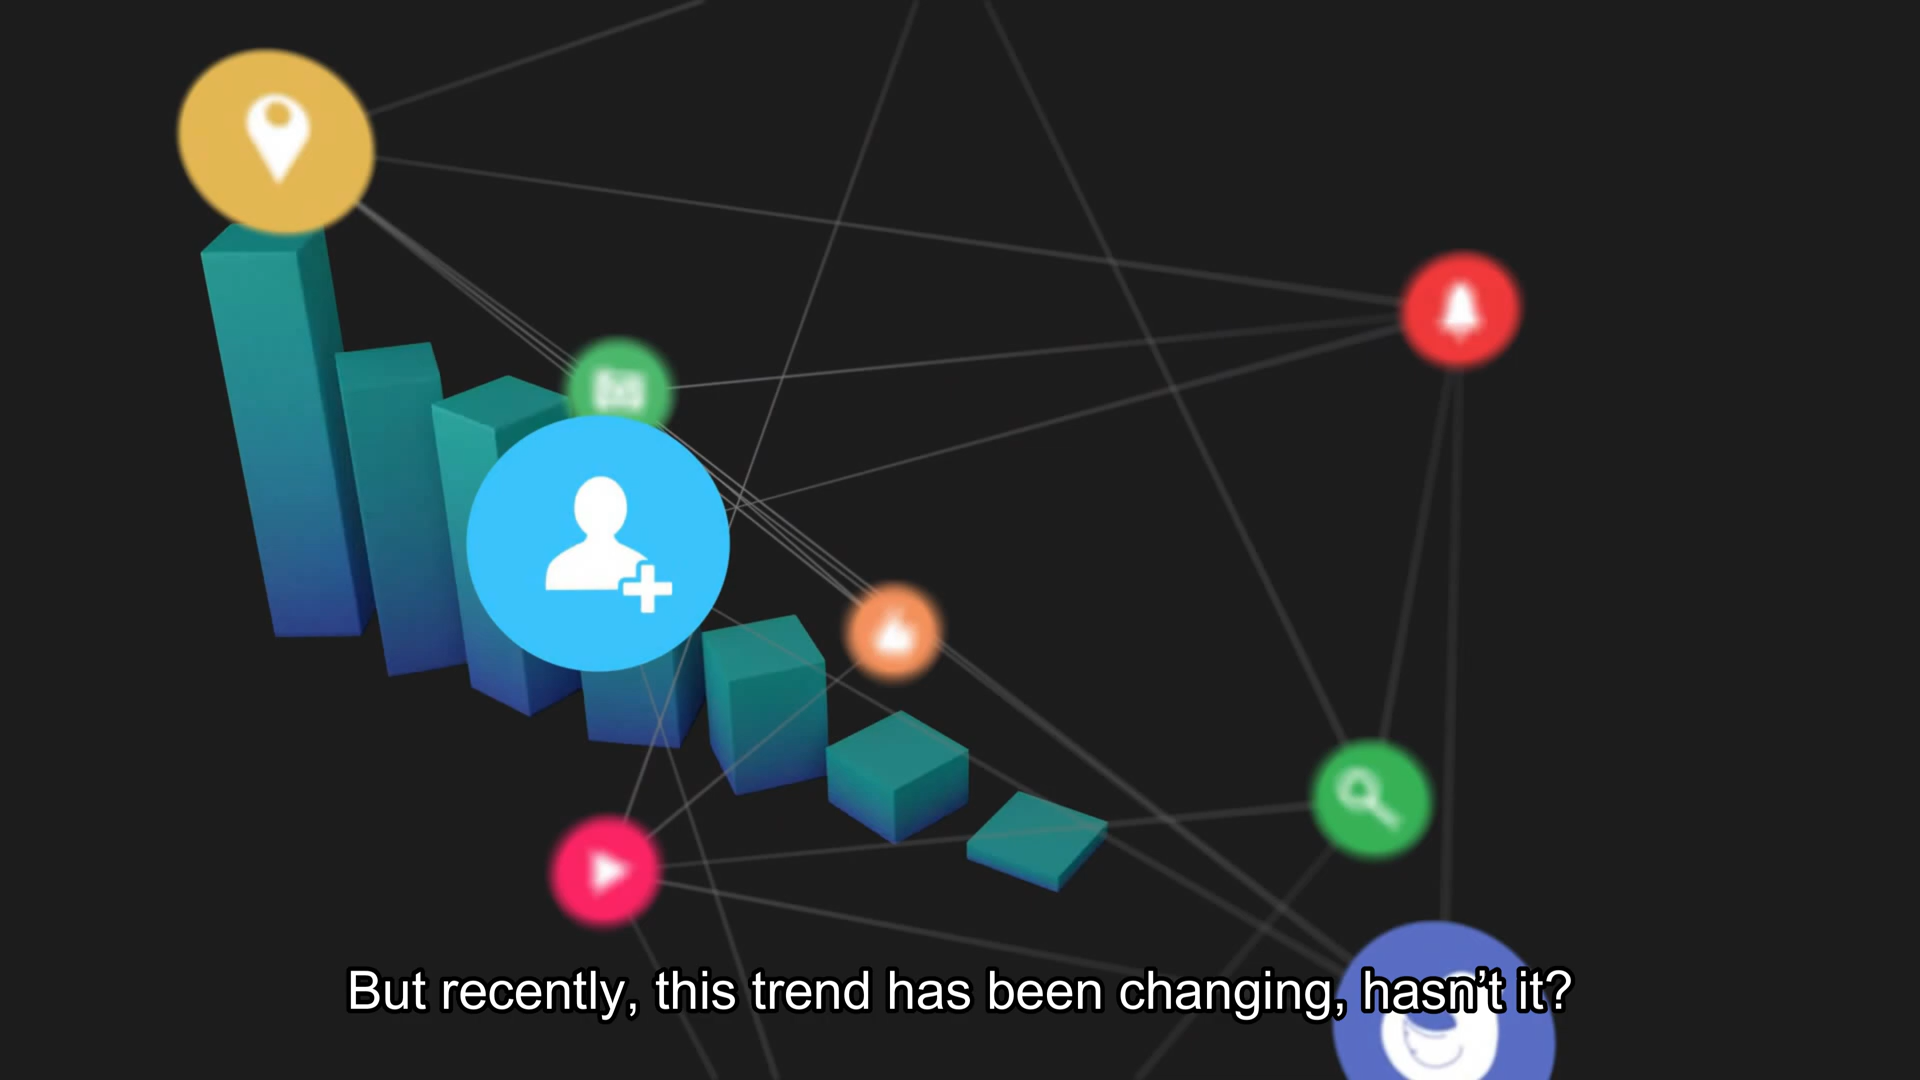 But recently, this trend has been changing, hasn’t it?